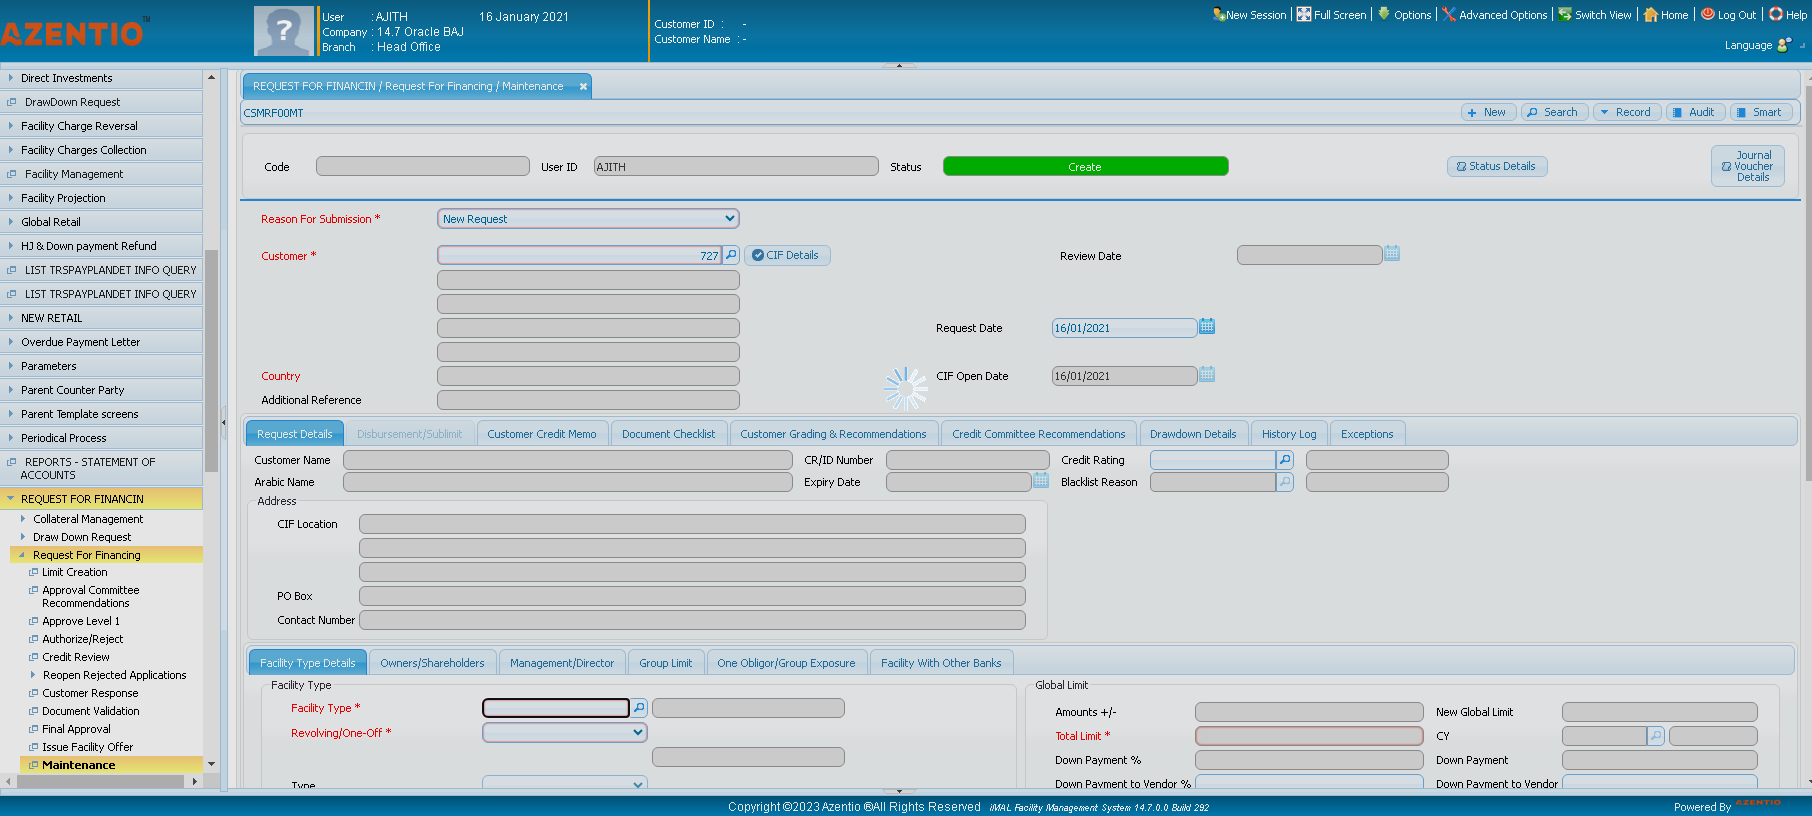 AZENTIO™
User : AJITH 16 January 2021
Company : 14.7 Oracle BAJ
Branch : Head Office
Customer ID : -
Customer Name : -
New Session | Full Screen | Options | Advanced Options | Switch View | Home | Log Out | Help
Language
Direct Investments
DrawDown Request
Facility Charge Reversal
Facility Charges Collection
Facility Management
Facility Projection
Global Retail
HJ & Down payment Refund
LIST TRSPAYPLANDET INFO QUERY
LIST TRSPAYPLANDET INFO QUERY
NEW RETAIL
Overdue Payment Letter
Parameters
Parent Counter Party
Parent Template screens
Periodical Process
REPORTS - STATEMENT OF
ACCOUNTS
REQUEST FOR FINANCIN
Collateral Management
Draw Down Request
Request For Financing
Limit Creation
Approval Committee
Recommendations
Approve Level 1
Authorize/Reject
Credit Review
Reopen Rejected Applications
Customer Response
Document Validation
Final Approval
Issue Facility Offer
Maintenance
REQUEST FOR FINANCIN / Request For Financing / Maintenance
CSMRF00MT
New Search Record Audit Smart
Code User ID AJITH Status Create Status Details
Journal
Voucher
Details
Reason For Submission * New Request
Customer * 727 CIF Details Review Date
Request Date 16/01/2021
Country CIF Open Date 16/01/2021
Additional Reference
Request Details Disbursement/Sublimit Customer Credit Memo Document Checklist Customer Grading & Recommendations Credit Committee Recommendations Drawdown Details History Log Exceptions
Customer Name CR/ID Number Credit Rating
Arabic Name Expiry Date Blacklist Reason
Address
CIF Location
PO Box
Contact Number
Facility Type Details Owners/Shareholders Management/Director Group Limit One Obligor/Group Exposure Facility With Other Banks
Facility Type Global Limit
Facility Type * Amounts +/- New Global Limit
Revolving/One-Off * Total Limit * CY
Down Payment % Down Payment
Type Down Payment to Vendor % Down Payment to Vendor
Copyright ©2023 Azentio ®All Rights Reserved iMAL Facility Management System 14.7.0.0 Build 292
Powered By AZENTIO